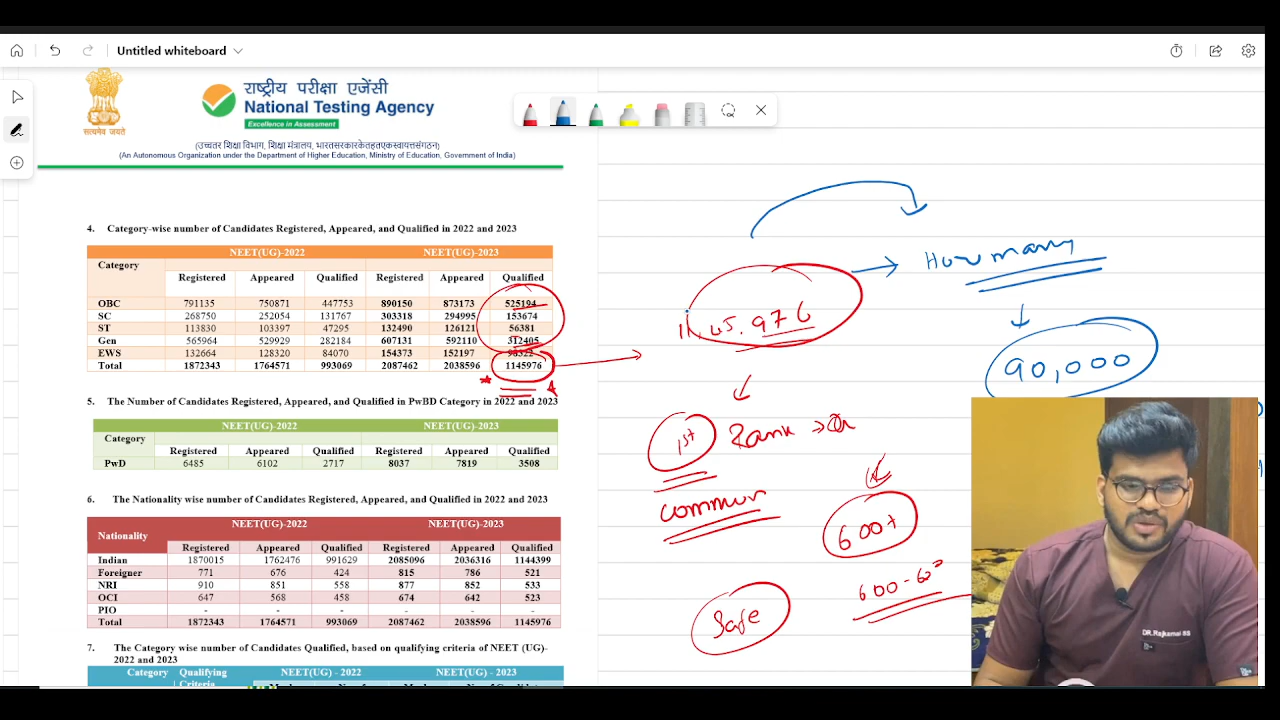 Untitled whiteboard
सत्यमेव जयते
राष्ट्रीय परीक्षा एजेंसी
National Testing Agency
Excellence in Assessment
(उच्चतर शिक्षा विभाग, शिक्षा मंत्रालय, भारतसरकारकेतहतएकस्वायत्तसंगठन)
(An Autonomous Organization under the Department of Higher Education, Ministry of Education, Government of India)
4. Category-wise number of Candidates Registered, Appeared, and Qualified in 2022 and 2023
Category NEET(UG)-2022 NEET(UG)-2023
Registered Appeared Qualified Registered Appeared Qualified
OBC 791135 750871 447753 890150 873173 525194
SC 268750 252054 131767 303318 294995 153674
ST 113830 103397 47295 132490 126121 56381
Gen 565964 529929 282184 607131 592110 312405
EWS 132664 128320 84070 154373 152197 98322
Total 1872343 1764571 993069 2087462 2038596 1145976
5. The Number of Candidates Registered, Appeared, and Qualified in PwBD Category in 2022 and 2023
Category NEET(UG)-2022 NEET(UG)-2023
Registered Appeared Qualified Registered Appeared Qualified
PwD 6485 6102 2717 8037 7819 3508
6. The Nationality wise number of Candidates Registered, Appeared, and Qualified in 2022 and 2023
Nationality NEET(UG)-2022 NEET(UG)-2023
Registered Appeared Qualified Registered Appeared Qualified
Indian 1870015 1762476 991629 2085096 2036316 1144399
Foreigner 771 676 424 815 786 521
NRI 910 851 558 877 852 533
OCI 647 568 458 674 642 523
PIO - - - - - -
Total 1872343 1764571 993069 2087462 2038596 1145976
7. The Category wise number of Candidates Qualified, based on qualifying criteria of NEET (UG)-
2022 and 2023
Category Qualifying NEET(UG) - 2022 NEET(UG) - 2023
Criteria
How many
11,45,976
90,000
1st Rank
600+
commun
600 - 620
Safe
DR.Rajkamal SS